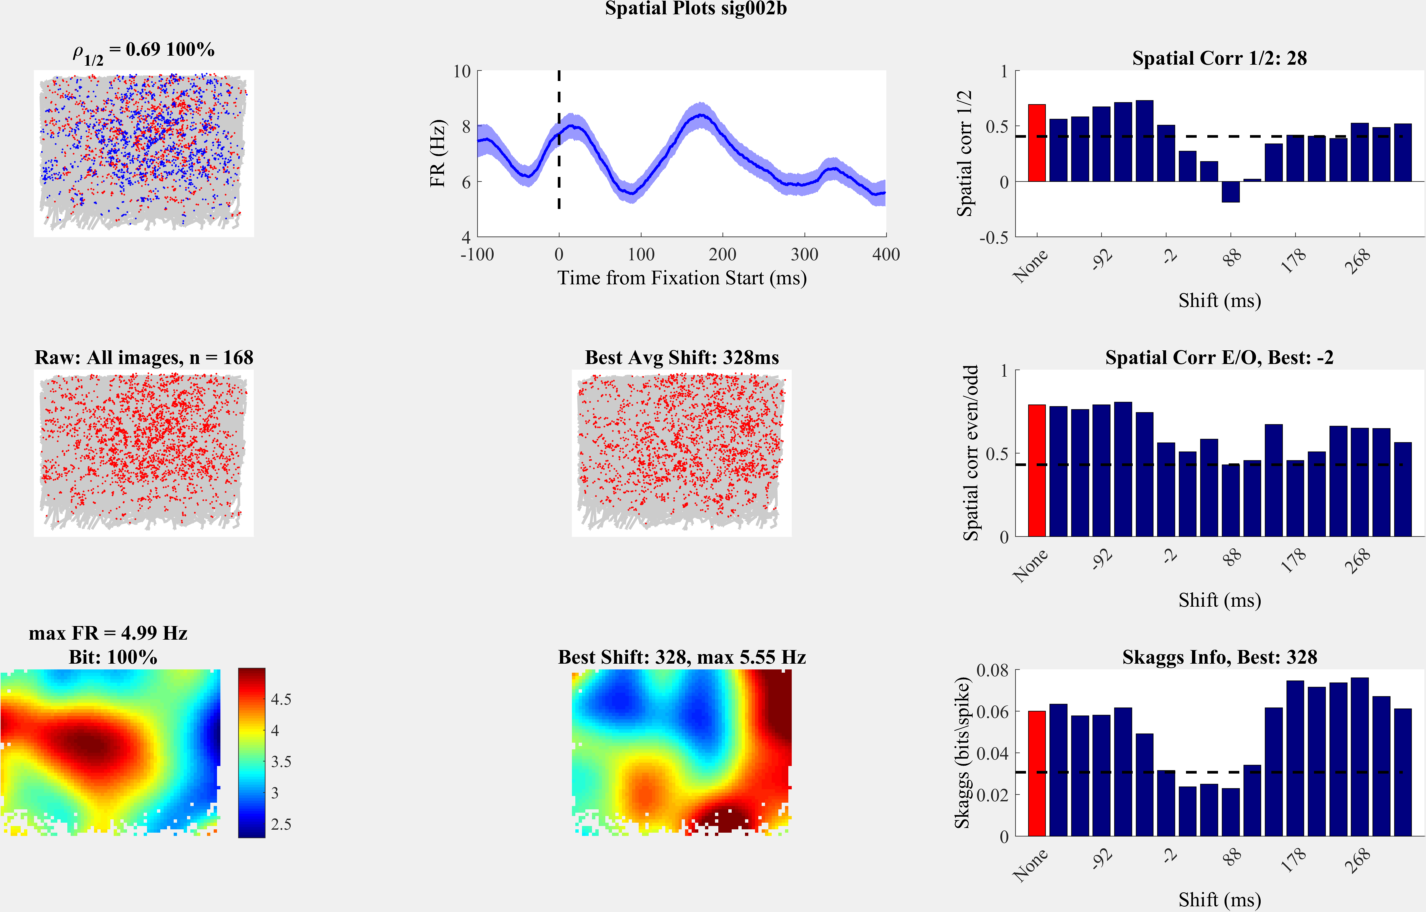 Spatial Plots sig002b
ρ1/2 = 0.69 100%
10
8
6
4
FR (Hz)
-100
0
100
200
300
400
Time from Fixation Start (ms)
Spatial Corr 1/2: 28
1
0.5
0
-0.5
Spatial corr 1/2
None
-92
-2
88
178
268
Shift (ms)
Raw: All images, n = 168
Best Avg Shift: 328ms
Spatial Corr E/O, Best: -2
1
0.5
0
Spatial corr even/odd
None
-92
-2
88
178
268
Shift (ms)
max FR = 4.99 Hz
Bit: 100%
4.5
4
3.5
3
2.5
Best Shift: 328, max 5.55 Hz
Skaggs Info, Best: 328
0.08
0.06
0.04
0.02
0
Skaggs (bits\spike)
None
-92
-2
88
178
268
Shift (ms)